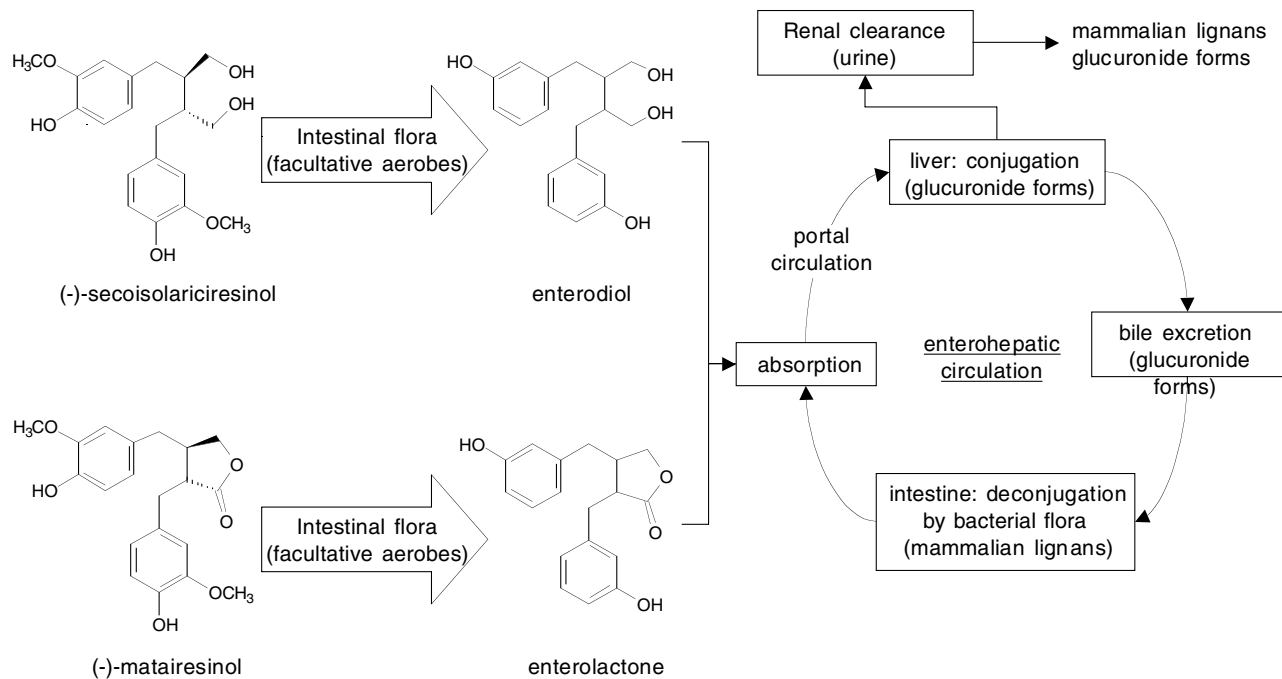 H₃CO
OH
OH
HO
OCH₃
OH
(-)-secoisolariciresinol
Intestinal flora
(facultative aerobes)
HO
OH
OH
OH
enterodiol
H₃CO
HO
O
O
OCH₃
OH
(-)-matairesinol
Intestinal flora
(facultative aerobes)
HO
O
O
OH
enterolactone
Renal clearance
(urine)
mammalian lignans
glucuronide forms
liver: conjugation
(glucuronide forms)
portal
circulation
absorption
enterohepatic
circulation
bile excretion
(glucuronide
forms)
intestine: deconjugation
by bacterial flora
(mammalian lignans)